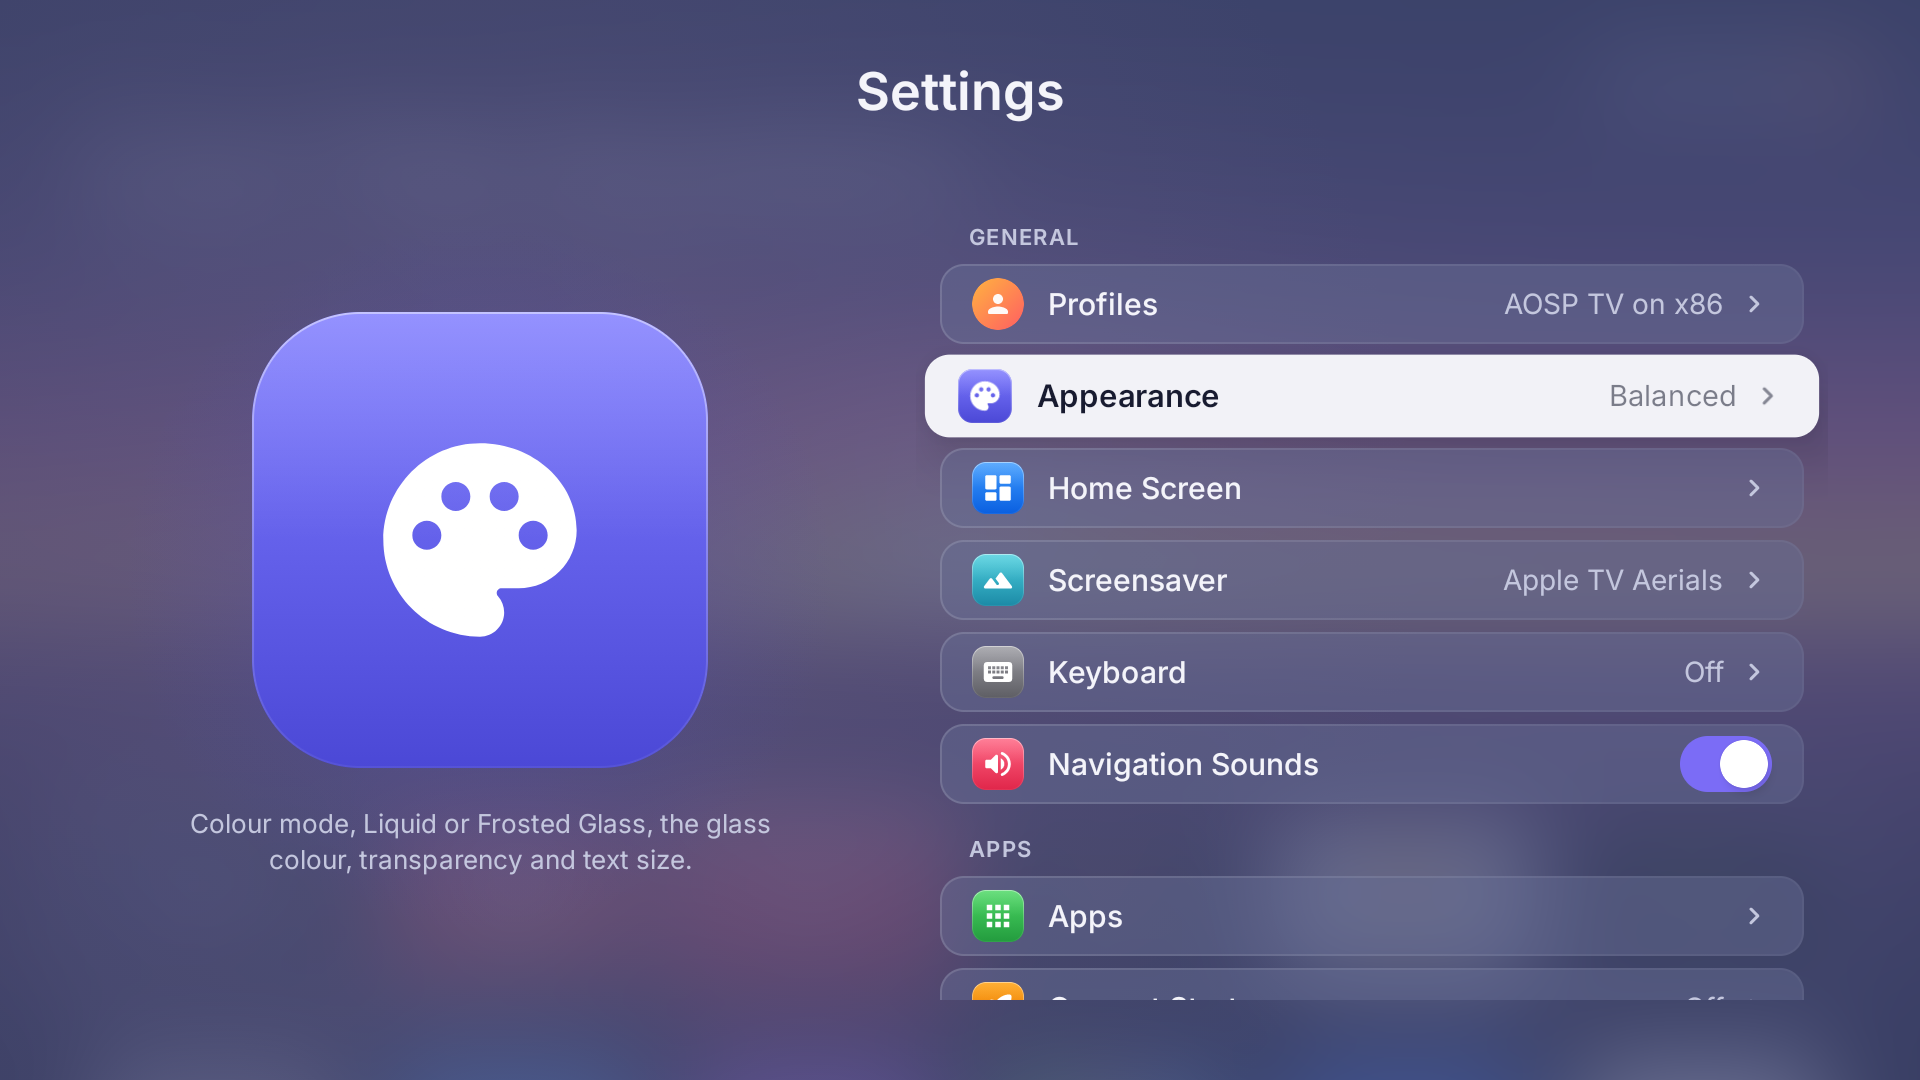 Settings
GENERAL
Profiles AOSP TV on x86
Appearance Balanced
Home Screen
Screensaver Apple TV Aerials
Keyboard Off
Navigation Sounds
Colour mode, Liquid or Frosted Glass, the glass
colour, transparency and text size.
APPS
Apps